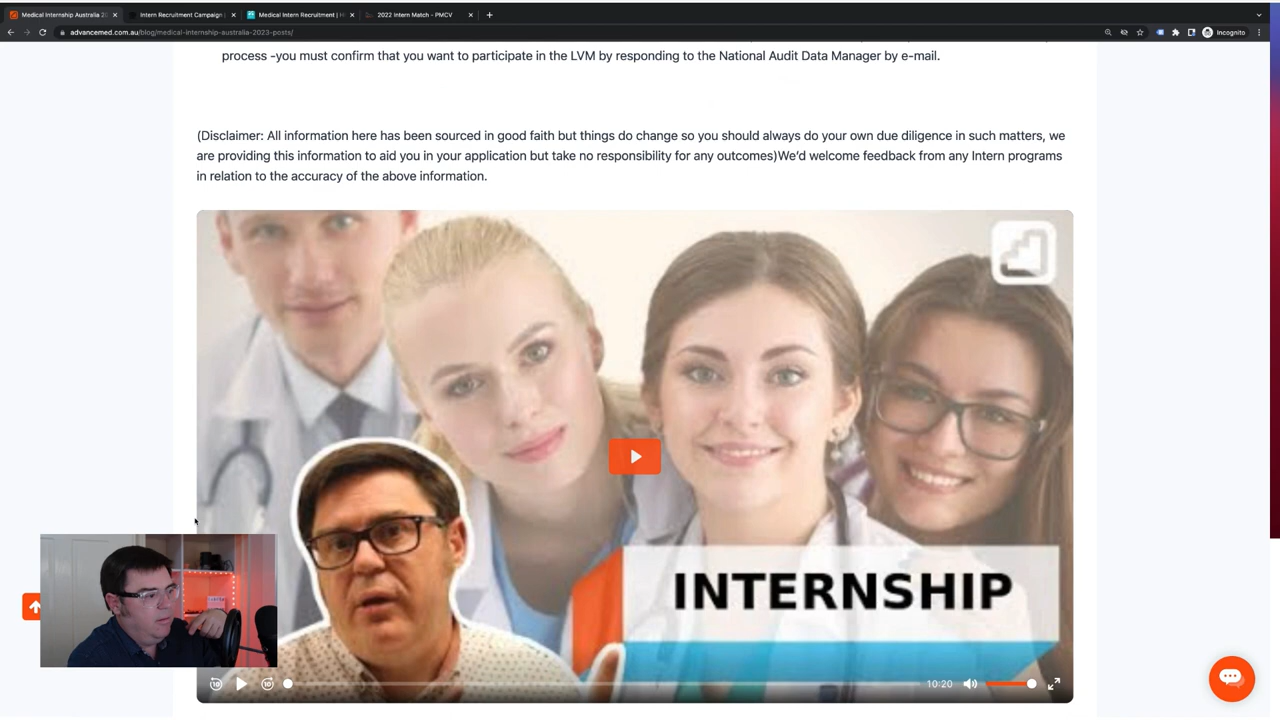 Medical Internship Australia 20
Intern Recruitment Campaign |
Medical Intern Recruitment | H
2022 Intern Match - PMCV
advancemed.com.au/blog/medical-internship-australia-2023-posts/
Incognito
process -you must confirm that you want to participate in the LVM by responding to the National Audit Data Manager by e-mail.
(Disclaimer: All information here has been sourced in good faith but things do change so you should always do your own due diligence in such matters, we
are providing this information to aid you in your application but take no responsibility for any outcomes)We'd welcome feedback from any Intern programs
in relation to the accuracy of the above information.
INTERNSHIP
10
10
10:20